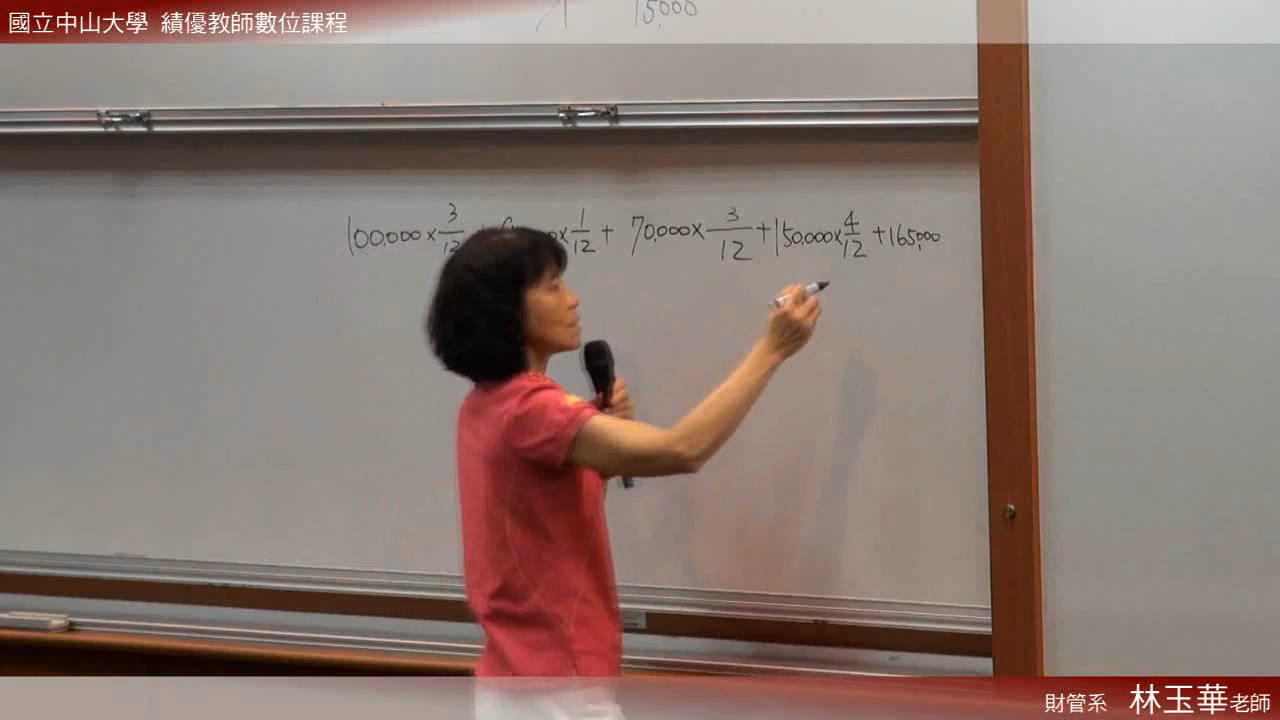 國立中山大學 績優教師數位課程
15,000
100,000 × 3/12 + × 1/12 + 70,000 × 3/12 + 150,000 × 4/12 + 165,000
財管系 林玉華老師